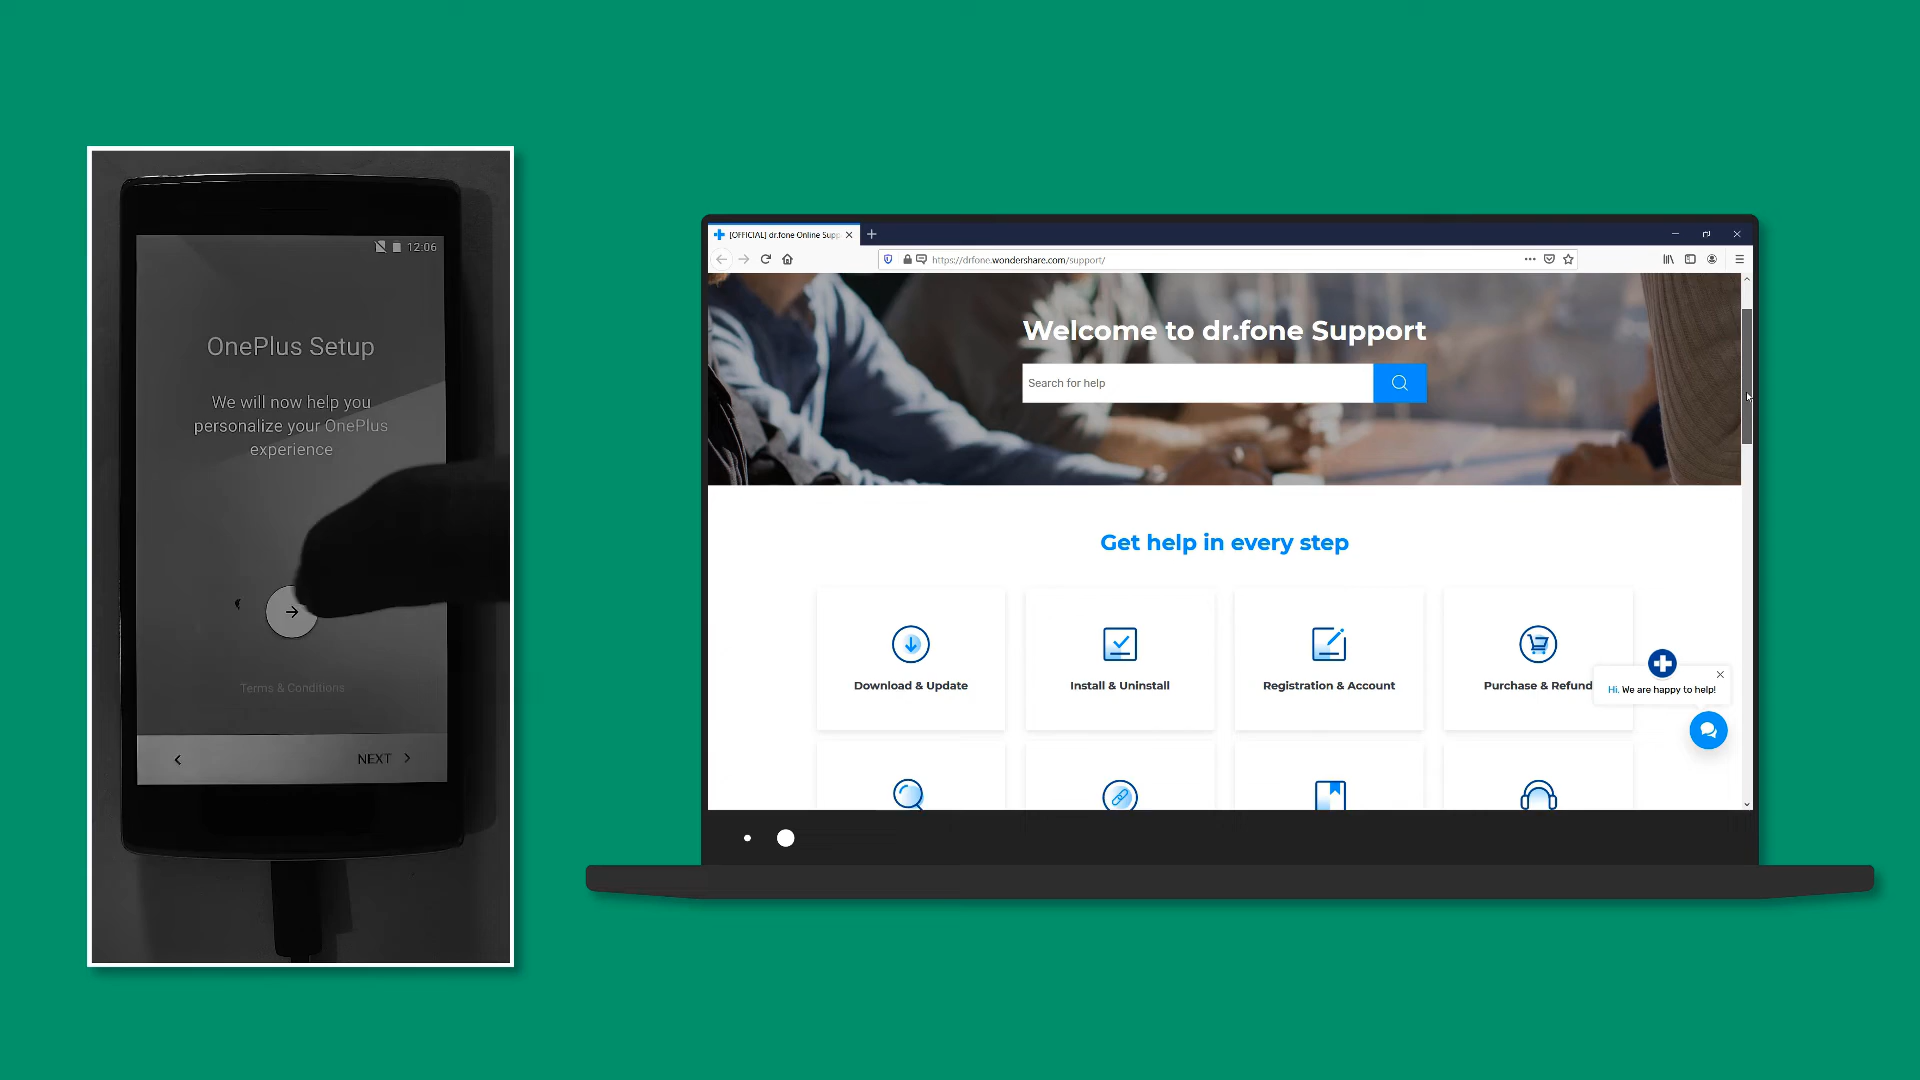 12:06
OnePlus Setup
We will now help you
personalize your OnePlus
experience
Terms & Conditions
NEXT
[OFFICIAL] dr.fone Online Supp
https://drfone.wondershare.com/support/
Welcome to dr.fone Support
Search for help
Get help in every step
Download & Update
Install & Uninstall
Registration & Account
Purchase & Refund
Hi, We are happy to help!